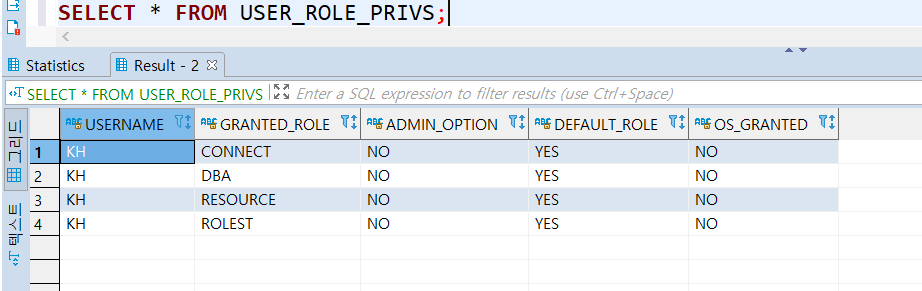 SELECT * FROM USER_ROLE_PRIVS;
Statistics
Result - 2
SELECT * FROM USER_ROLE_PRIVS
Enter a SQL expression to filter results (use Ctrl+Space)
그리드
텍스트
USERNAME GRANTED_ROLE ADMIN_OPTION DEFAULT_ROLE OS_GRANTED
1 KH CONNECT NO YES NO
2 KH DBA NO YES NO
3 KH RESOURCE NO YES NO
4 KH ROLEST NO YES NO